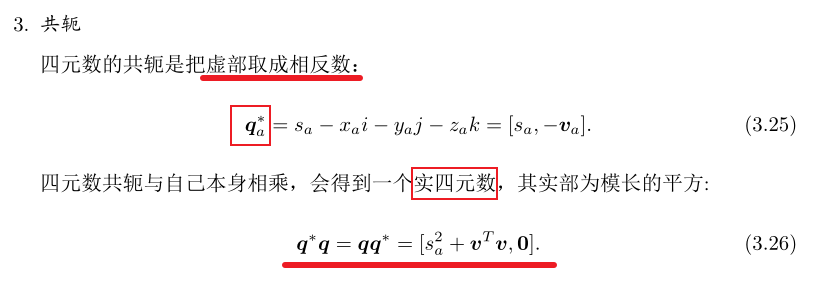 3. 共轭
四元数的共轭是把虚部取成相反数：
$\boldsymbol{q}_a^* = s_a - x_a i - y_a j - z_a k = [s_a, -\boldsymbol{v}_a].$ (3.25)
四元数共轭与自己本身相乘，会得到一个实四元数，其实部为模长的平方:
$\boldsymbol{q}^*\boldsymbol{q} = \boldsymbol{q}\boldsymbol{q}^* = [s_a^2 + \boldsymbol{v}^T\boldsymbol{v}, \boldsymbol{0}].$ (3.26)